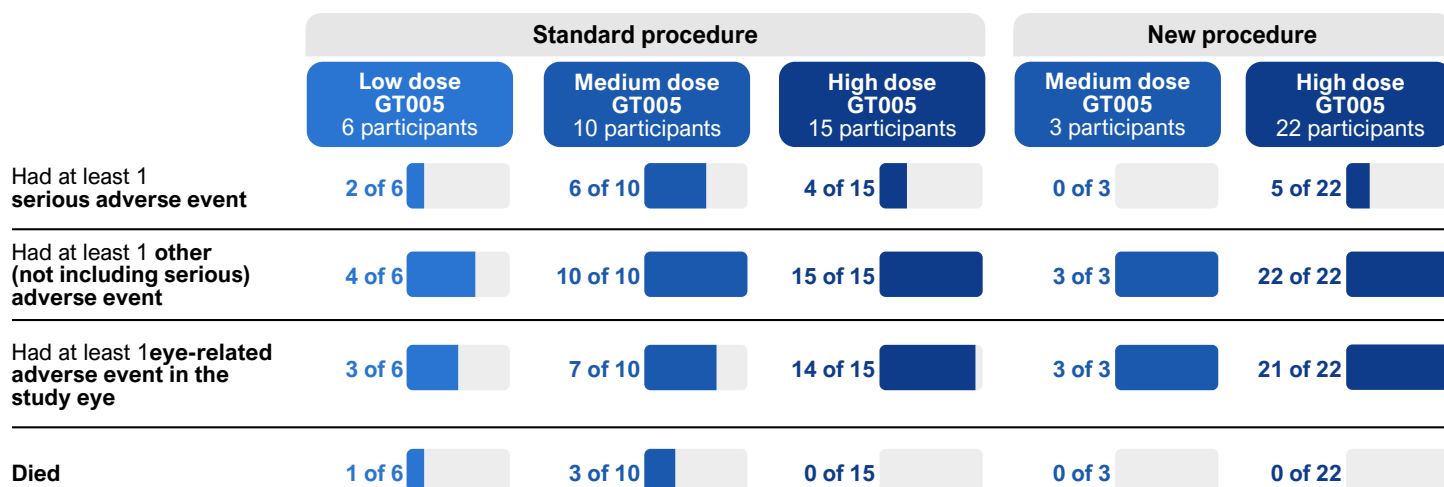 Standard procedure
New procedure
Low dose
GT005
6 participants
Medium dose
GT005
10 participants
High dose
GT005
15 participants
Medium dose
GT005
3 participants
High dose
GT005
22 participants
Had at least 1
serious adverse event
2 of 6
6 of 10
4 of 15
0 of 3
5 of 22
Had at least 1 other
(not including serious)
adverse event
4 of 6
10 of 10
15 of 15
3 of 3
22 of 22
Had at least 1eye-related
adverse event in the
study eye
3 of 6
7 of 10
14 of 15
3 of 3
21 of 22
Died
1 of 6
3 of 10
0 of 15
0 of 3
0 of 22